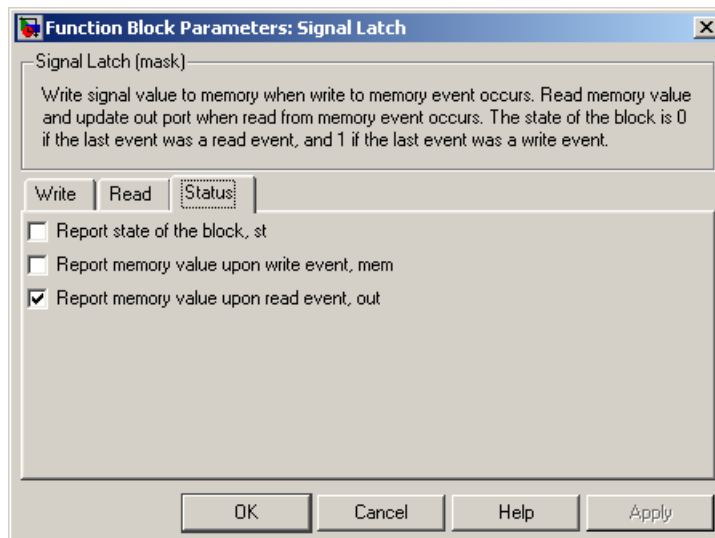 Function Block Parameters: Signal Latch
Signal Latch (mask)
Write signal value to memory when write to memory event occurs. Read memory value
and update out port when read from memory event occurs. The state of the block is 0
if the last event was a read event, and 1 if the last event was a write event.
Write Read Status
Report state of the block, st
Report memory value upon write event, mem
Report memory value upon read event, out
OK Cancel Help Apply